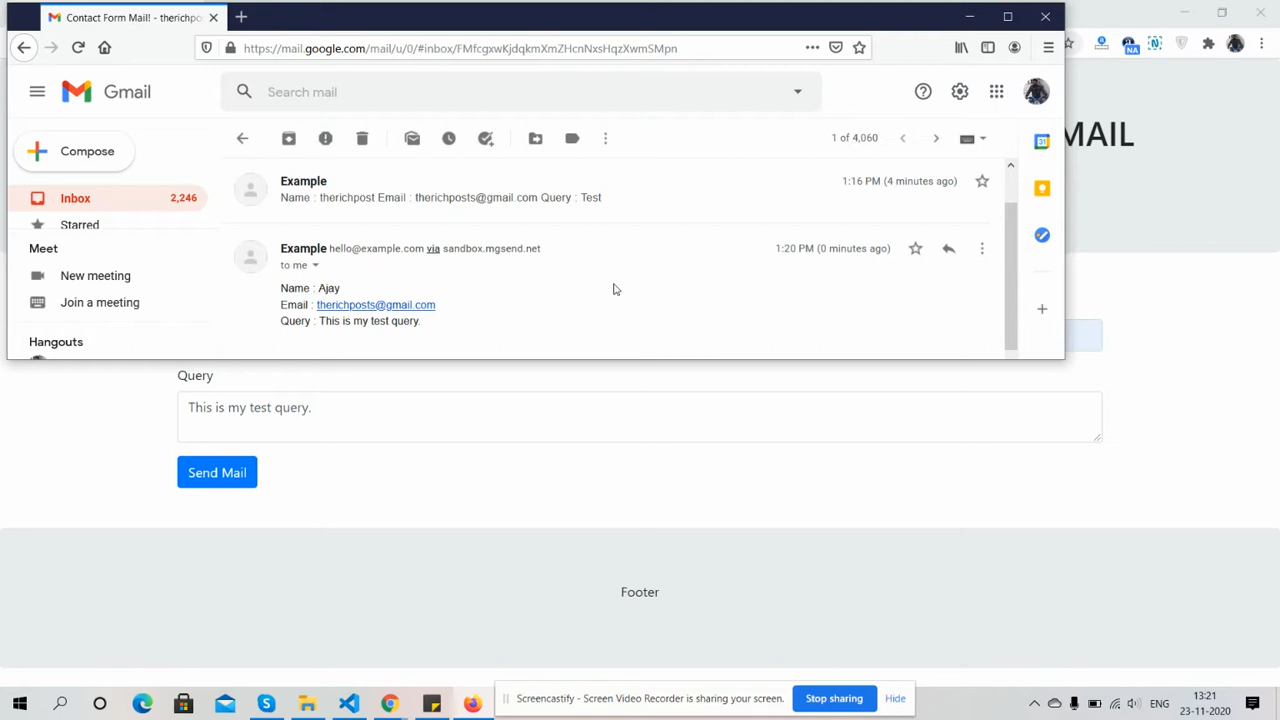 Contact Form Mail! - therichpo
https://mail.google.com/mail/u/0/#inbox/FMfcgxwKjdqkmXmZHcnNxsHqzXwmSMpn
NA
Gmail
Search mail
MAIL
Compose
1 of 4,060
31
Example
1:16 PM (4 minutes ago)
Name : therichpost Email : therichposts@gmail.com Query : Test
Inbox 2,246
Starred
Meet
New meeting
Join a meeting
Hangouts
Example hello@example.com via sandbox.mgsend.net
1:20 PM (0 minutes ago)
to me
Name : Ajay
Email : therichposts@gmail.com
Query : This is my test query.
Query
This is my test query.
Send Mail
Footer
Screencastify - Screen Video Recorder is sharing your screen.
Stop sharing
Hide
ENG
13:21
23-11-2020